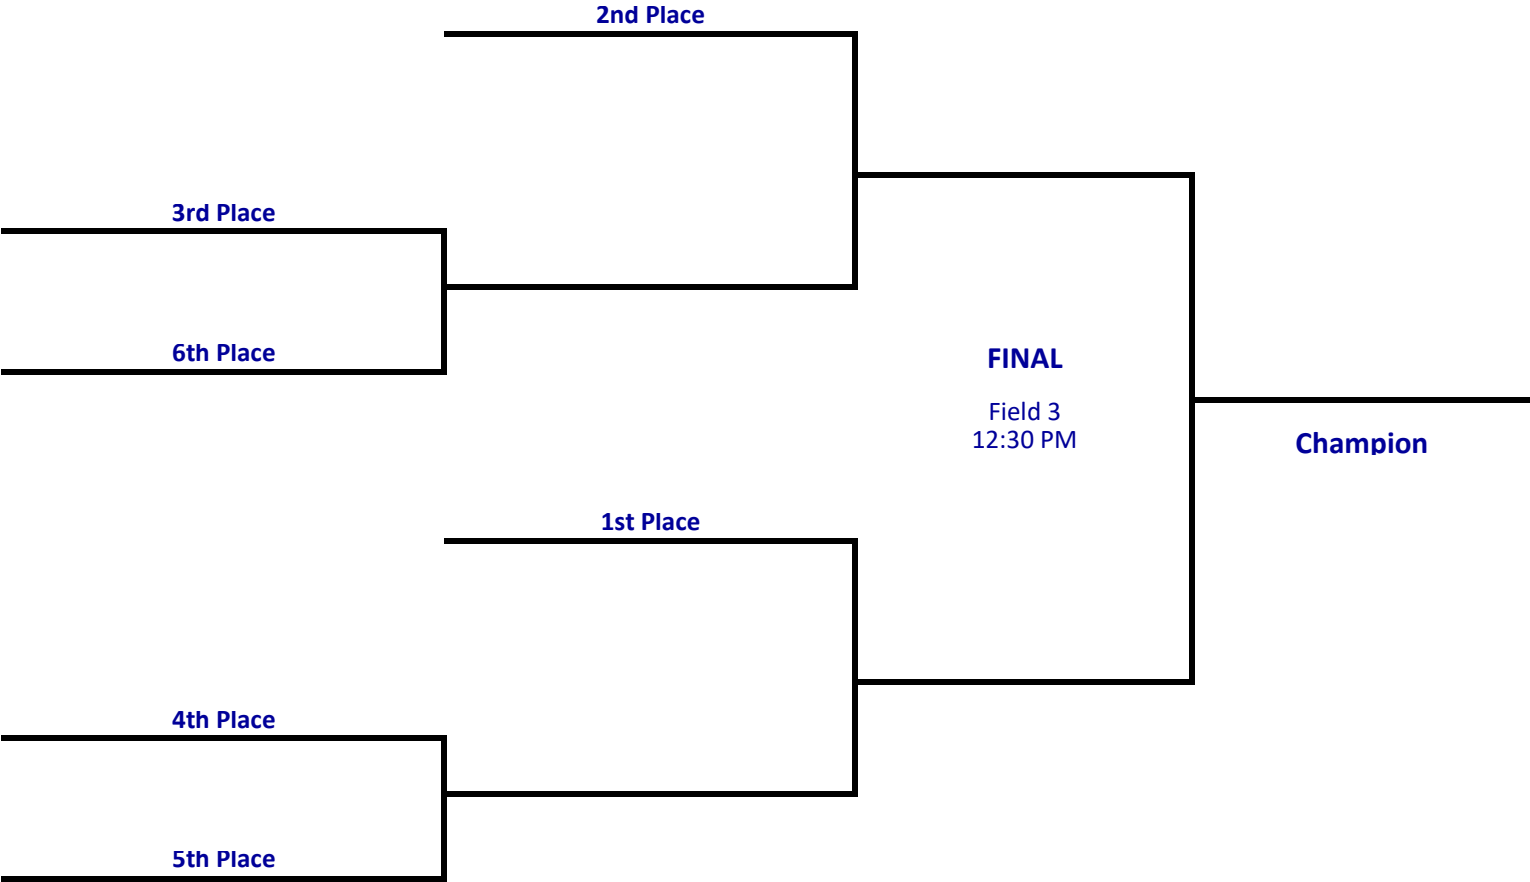 2nd Place
3rd Place
6th Place
FINAL
Field 3
12:30 PM
Champion
1st Place
4th Place
5th Place